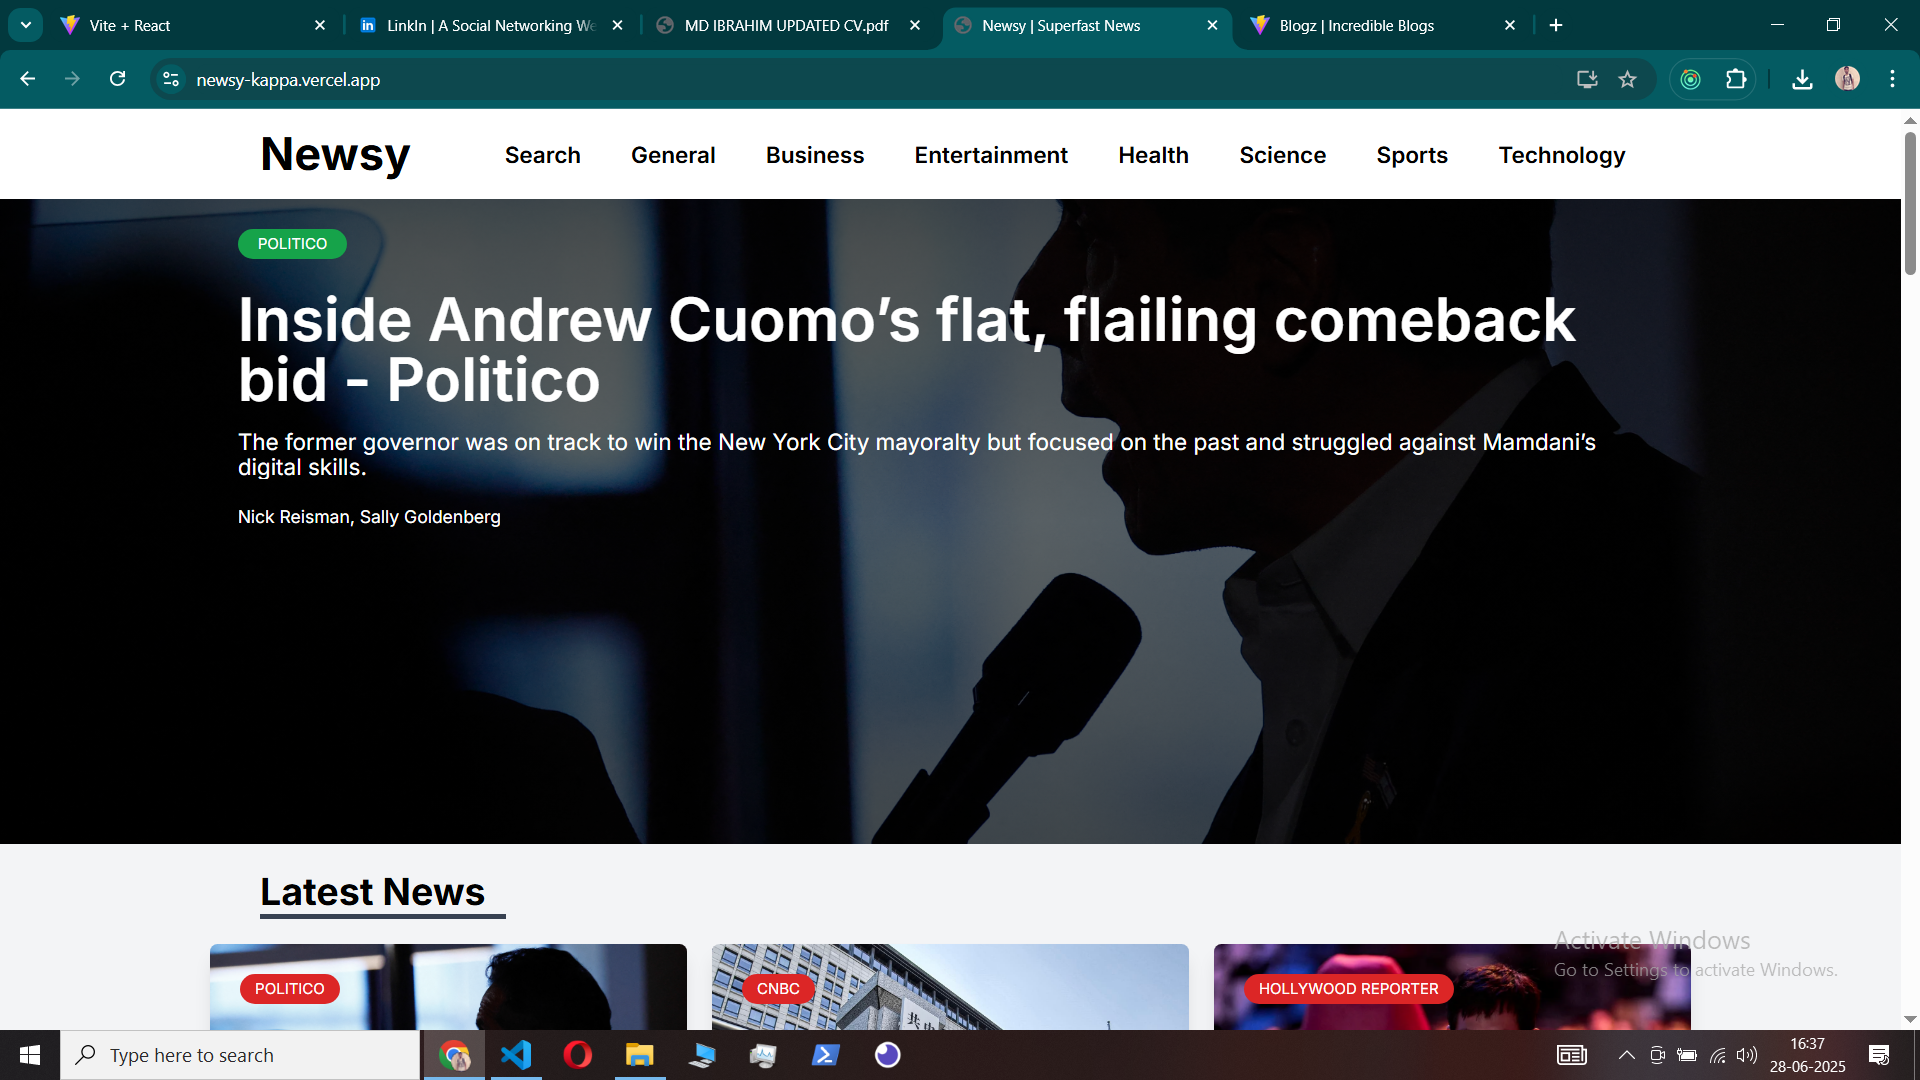 Vite + React
LinkIn | A Social Networking We
MD IBRAHIM UPDATED CV.pdf
Newsy | Superfast News
Blogz | Incredible Blogs
newsy-kappa.vercel.app
Newsy
Search General Business Entertainment Health Science Sports Technology
POLITICO
Inside Andrew Cuomo’s flat, flailing comeback
bid - Politico
The former governor was on track to win the New York City mayoralty but focused on the past and struggled against Mamdani’s
digital skills.
Nick Reisman, Sally Goldenberg
Latest News
POLITICO
CNBC
HOLLYWOOD REPORTER
Activate Windows
Go to Settings to activate Windows.
Type here to search
16:37
28-06-2025